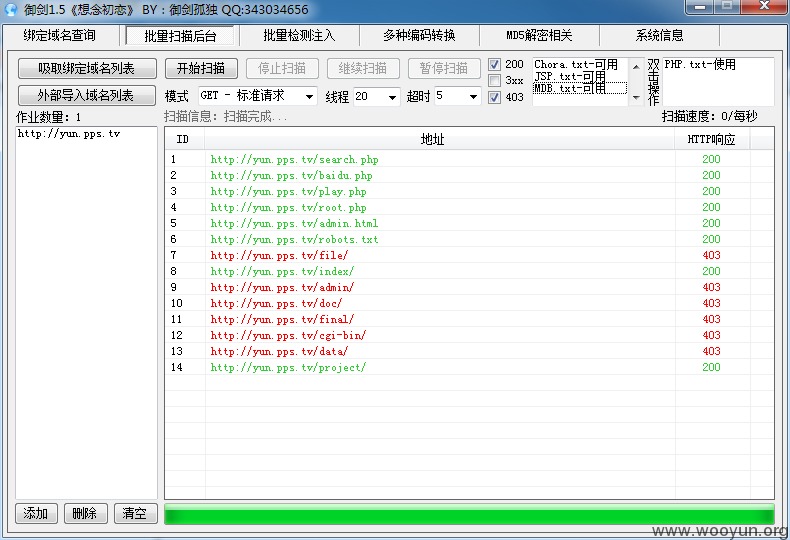 御剑1.5《想念初恋》 BY：御剑孤独 QQ:343034656
绑定域名查询 批量扫描后台 批量检测注入 多种编码转换 MD5解密相关 系统信息
吸取绑定域名列表 开始扫描 停止扫描 继续扫描 暂停扫描 200 3xx 403
外部导入域名列表 模式 GET - 标准请求 线程 20 超时 5
Chora.txt-可用
JSP.txt-可用
MDB.txt-可用
双击操作
PHP.txt-使用
作业数量: 1 扫描信息: 扫描完成... 扫描速度: 0/每秒
http://yun.pps.tv
ID 地址 HTTP响应
1 http://yun.pps.tv/search.php 200
2 http://yun.pps.tv/baidu.php 200
3 http://yun.pps.tv/play.php 200
4 http://yun.pps.tv/root.php 200
5 http://yun.pps.tv/admin.html 200
6 http://yun.pps.tv/robots.txt 200
7 http://yun.pps.tv/file/ 403
8 http://yun.pps.tv/index/ 200
9 http://yun.pps.tv/admin/ 403
10 http://yun.pps.tv/doc/ 403
11 http://yun.pps.tv/final/ 403
12 http://yun.pps.tv/cgi-bin/ 403
13 http://yun.pps.tv/data/ 403
14 http://yun.pps.tv/project/ 200
添加 删除 清空
www.wooyun.org